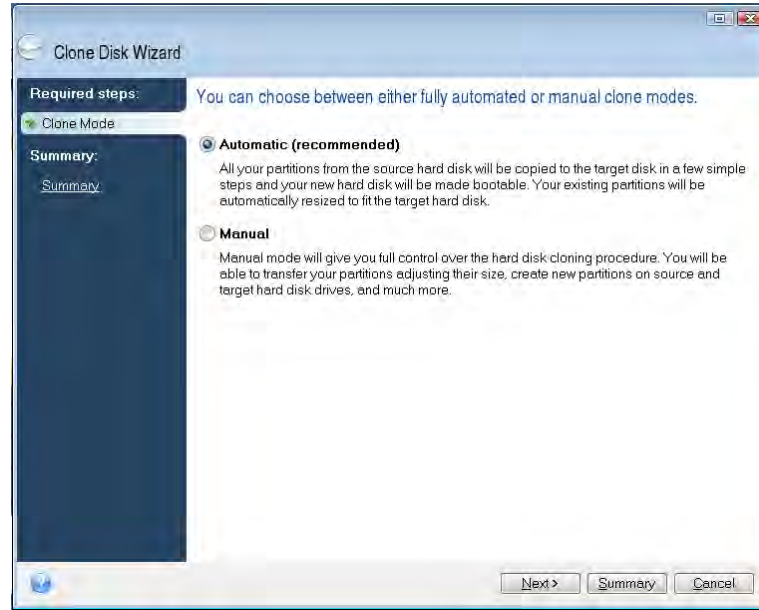 Clone Disk Wizard
Required steps:
Clone Mode
Summary:
Summary
You can choose between either fully automated or manual clone modes.
Automatic (recommended)
All your partitions from the source hard disk will be copied to the target disk in a few simple
steps and your new hard disk will be made bootable. Your existing partitions will be
automatically resized to fit the target hard disk.
Manual
Manual mode will give you full control over the hard disk cloning procedure. You will be
able to transfer your partitions adjusting their size, create new partitions on source and
target hard disk drives, and much more.
Next > Summary Cancel